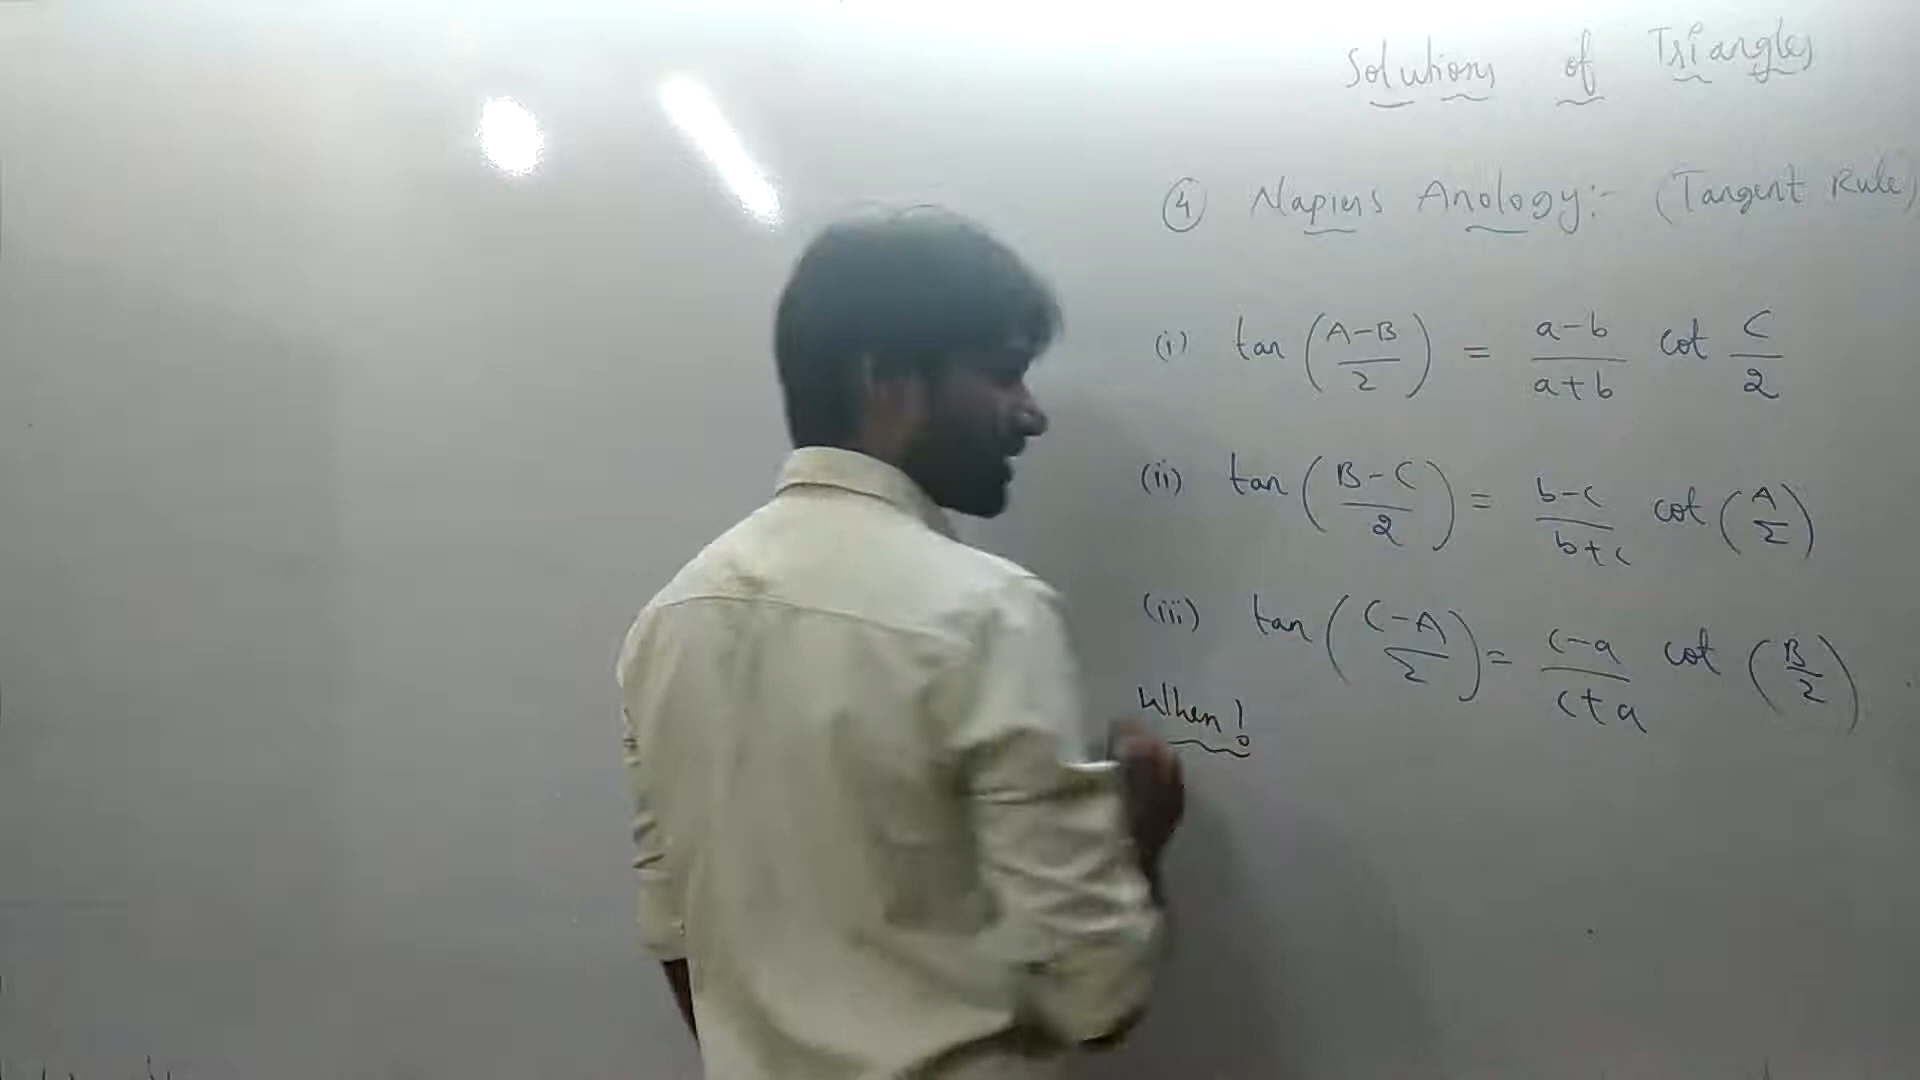 Solutions of Triangles
④ Napiers Anology:- (Tangent Rule)
(i) tan (A-B/2) = a-b/a+b cot C/2
(ii) tan (B-C/2) = b-c/b+c cot (A/2)
(iii) tan (C-A/2) = c-a/c+a cot (B/2)
When!